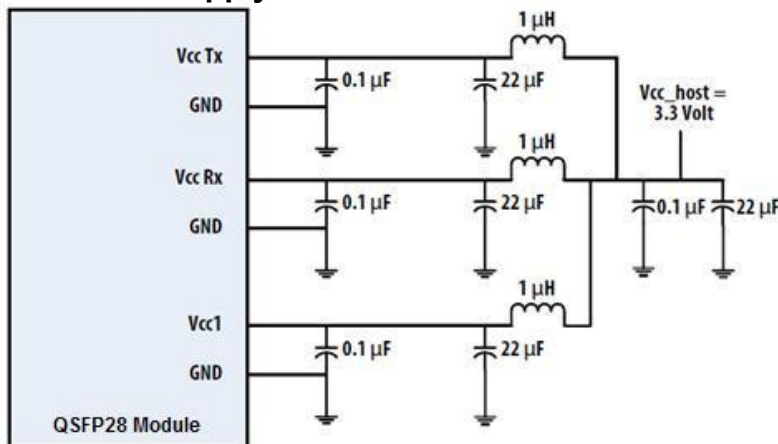 pply
1 µH
Vcc Tx
0.1 µF
22 µF
GND
Vcc_host =
3.3 Volt
1 µH
Vcc Rx
0.1 µF
22 µF
0.1 µF
22 µF
GND
1 µH
Vcc1
0.1 µF
22 µF
GND
QSFP28 Module